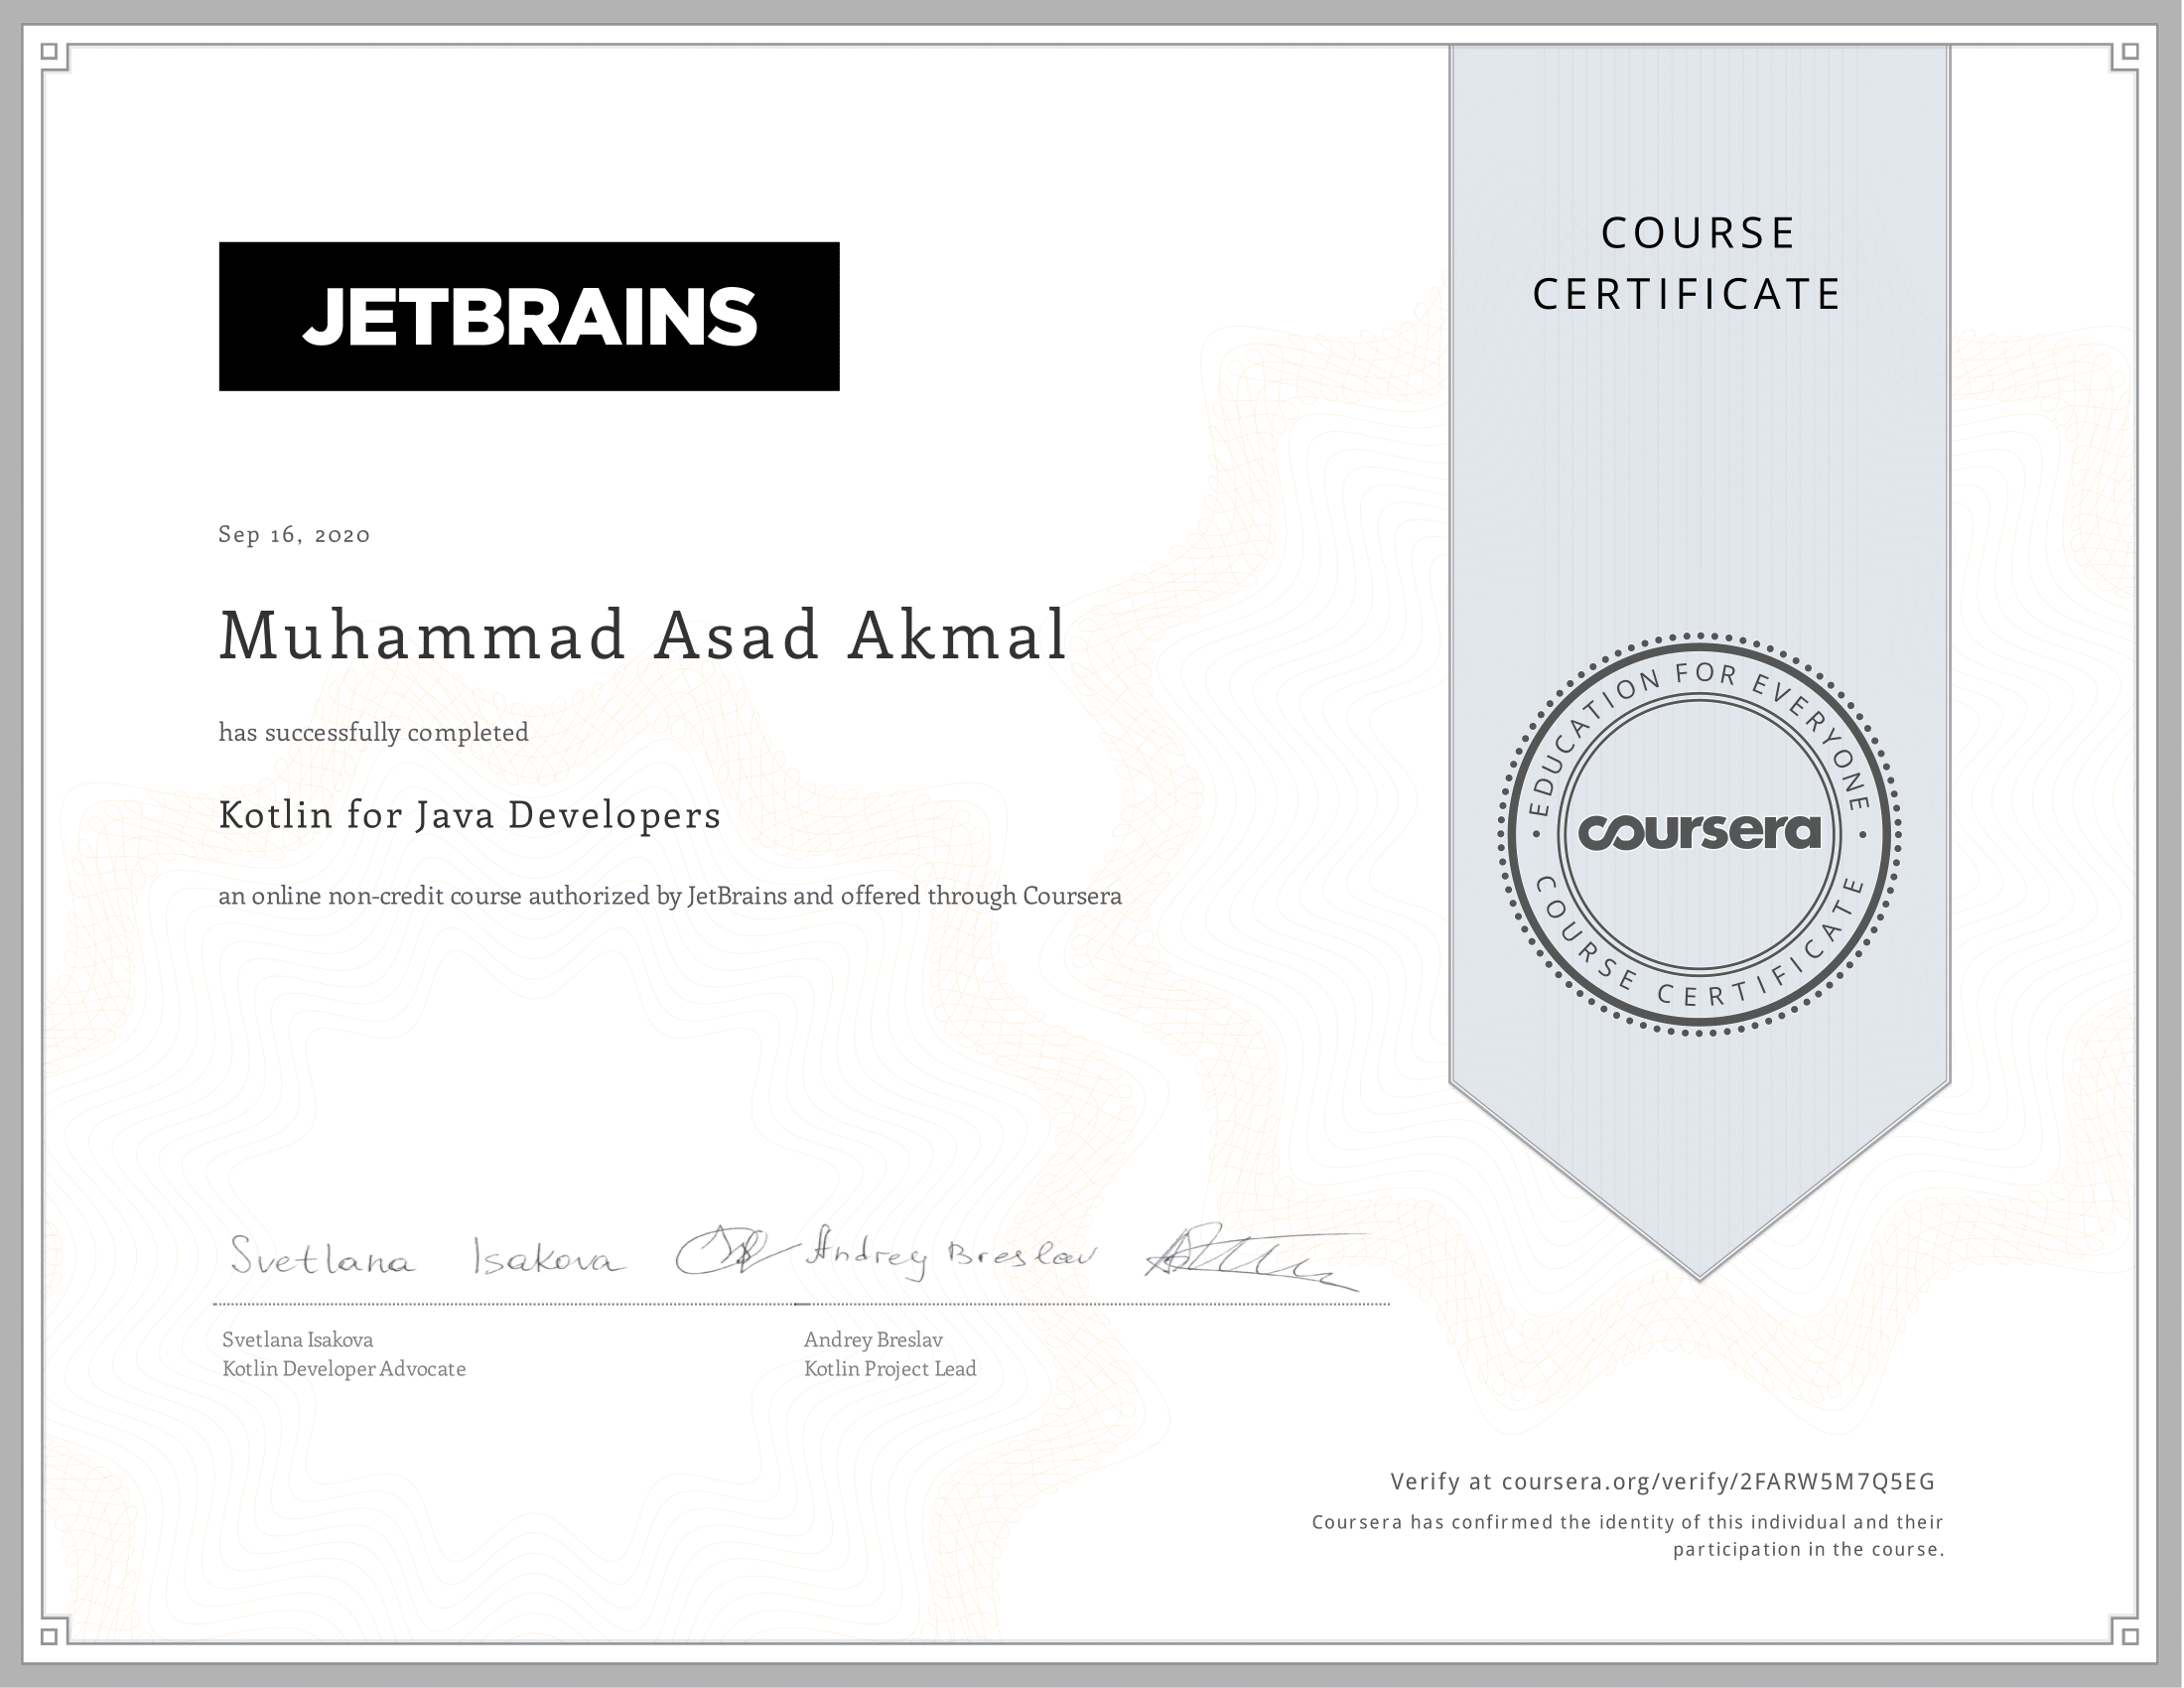 JETBRAINS
Sep 16, 2020
Muhammad Asad Akmal
has successfully completed
Kotlin for Java Developers
an online non-credit course authorized by JetBrains and offered through Coursera
Svetlana Isakova
Andrey Breslav
Svetlana Isakova
Kotlin Developer Advocate
Andrey Breslav
Kotlin Project Lead
COURSE
CERTIFICATE
EDUCATION FOR EVERYONE
coursera
COURSE CERTIFICATE
Verify at coursera.org/verify/2FARW5M7Q5EG
Coursera has confirmed the identity of this individual and their
participation in the course.